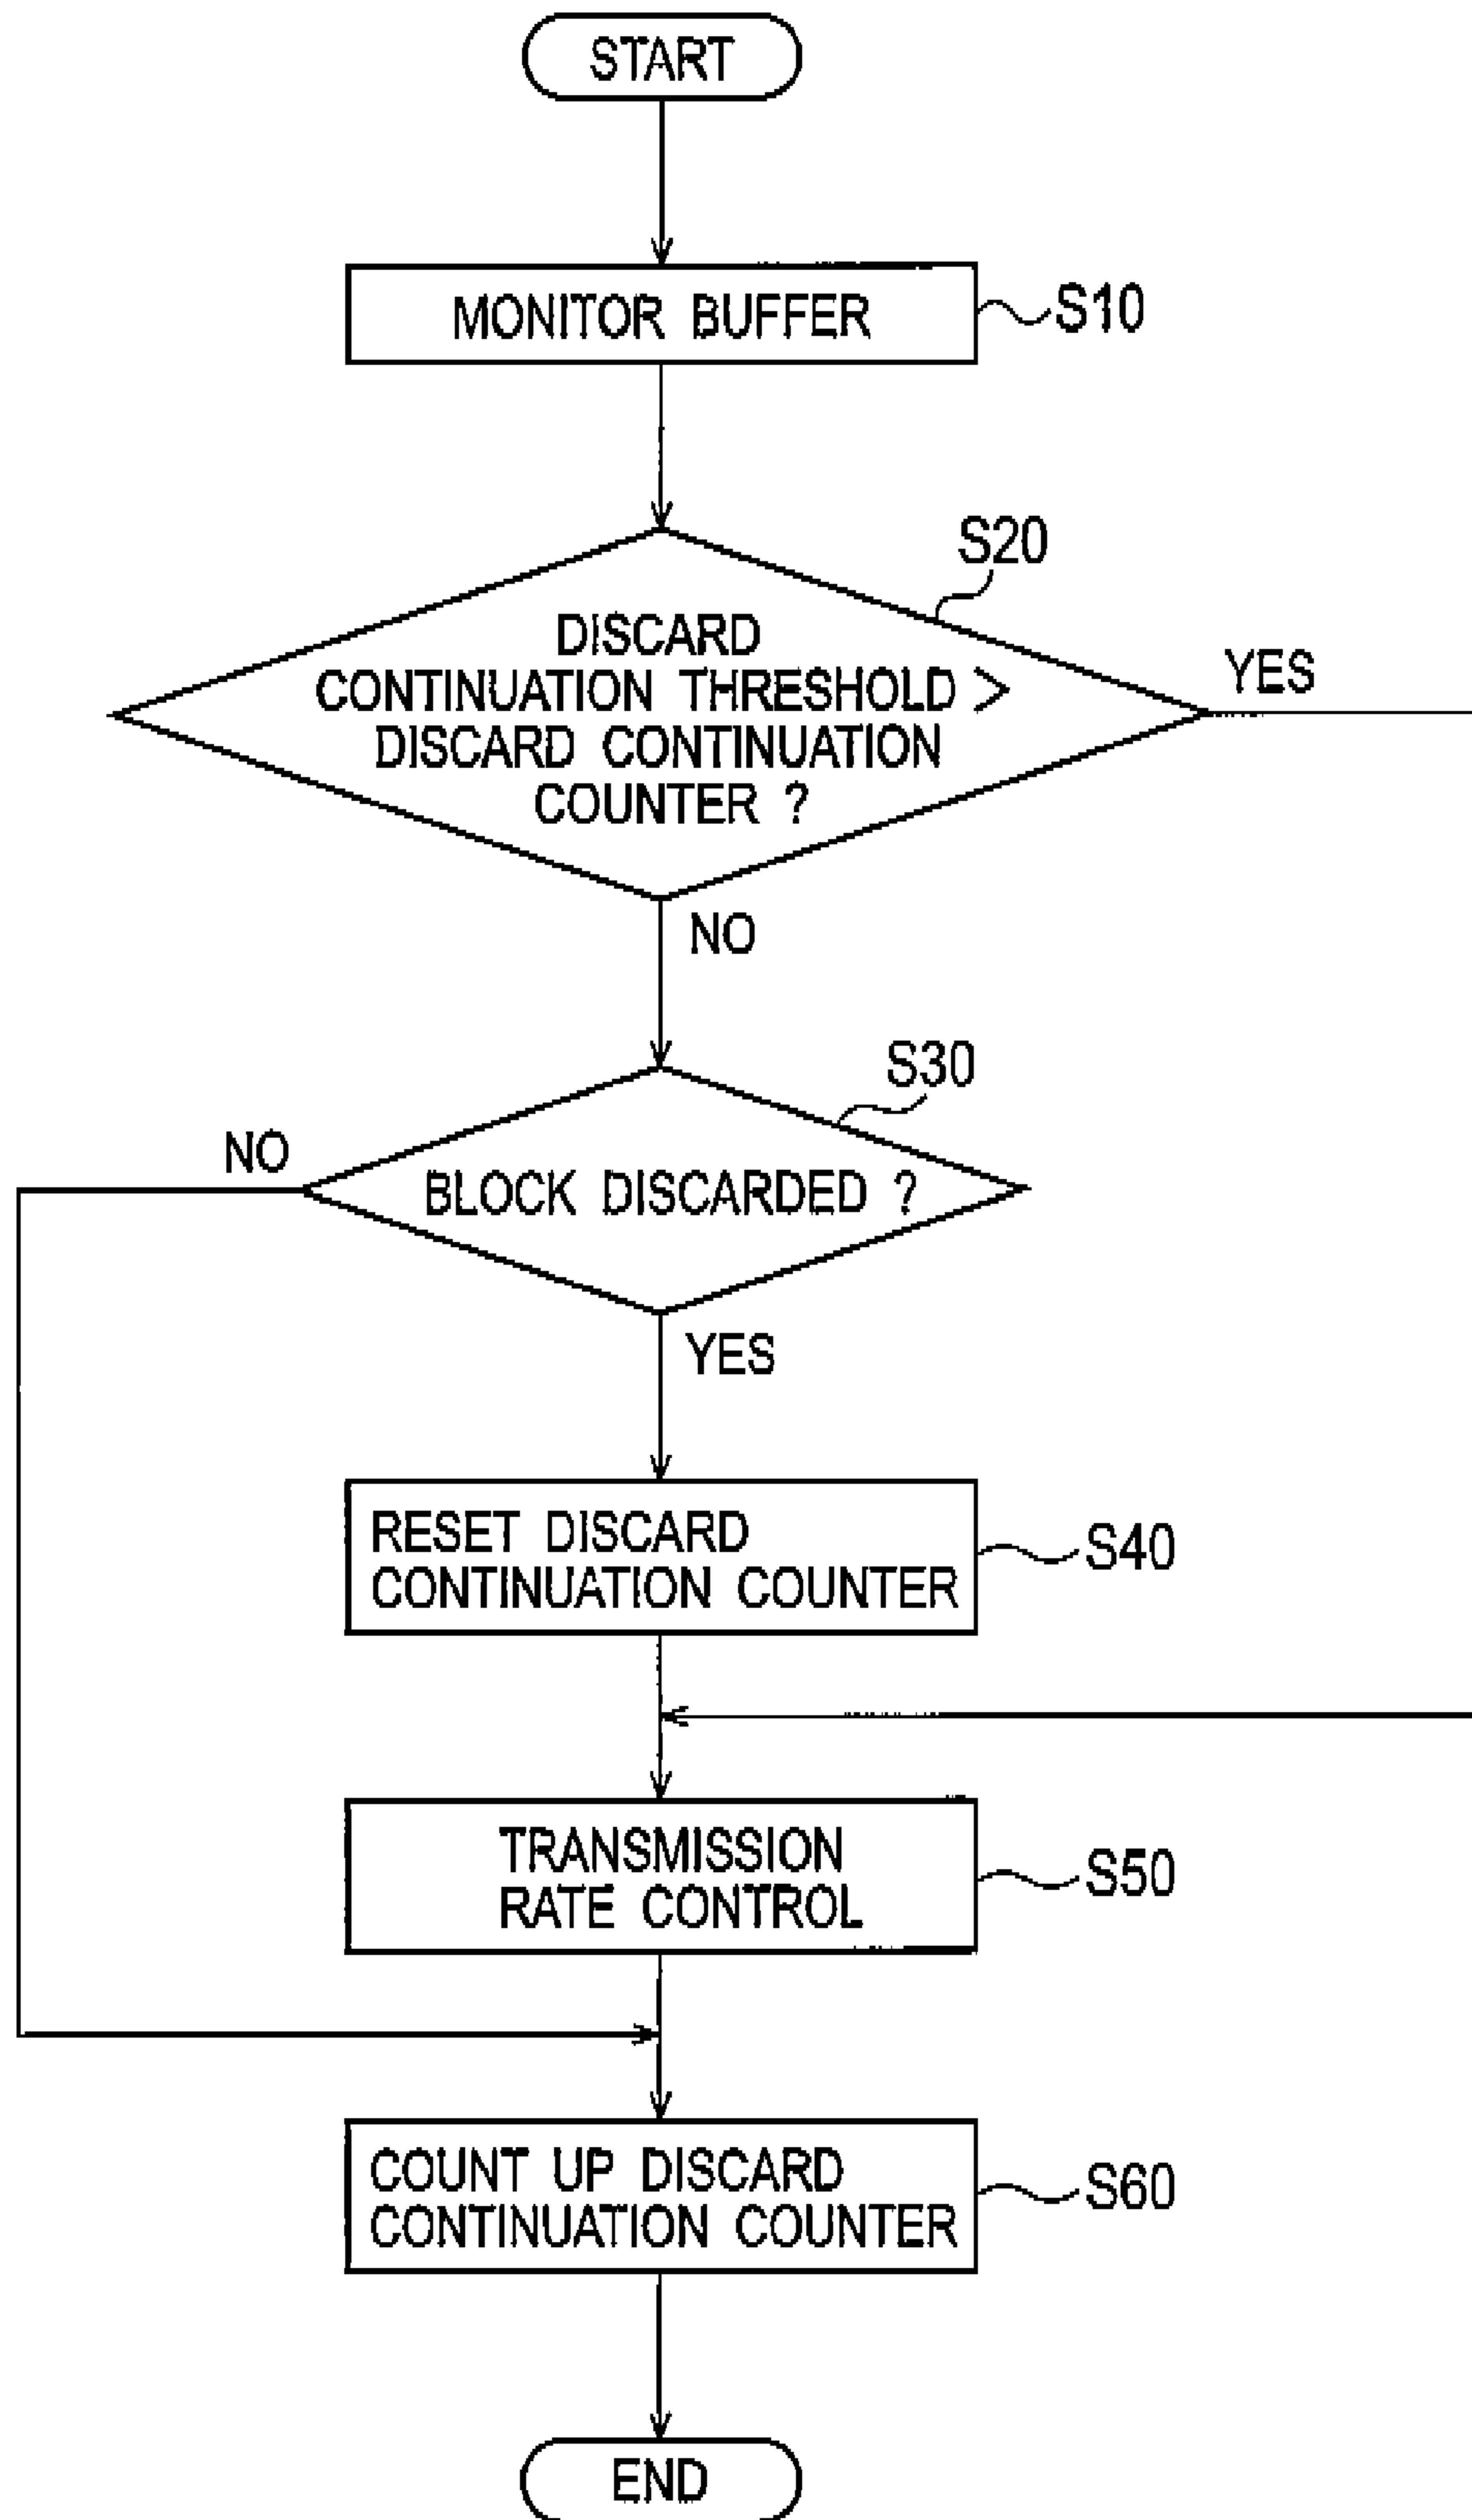 START
MONITOR BUFFER
S10
S20
DISCARD
CONTINUATION THRESHOLD >
DISCARD CONTINUATION
COUNTER ?
YES
NO
S30
NO
BLOCK DISCARDED ?
YES
RESET DISCARD
CONTINUATION COUNTER
S40
TRANSMISSION
RATE CONTROL
S50
COUNT UP DISCARD
CONTINUATION COUNTER
S60
END